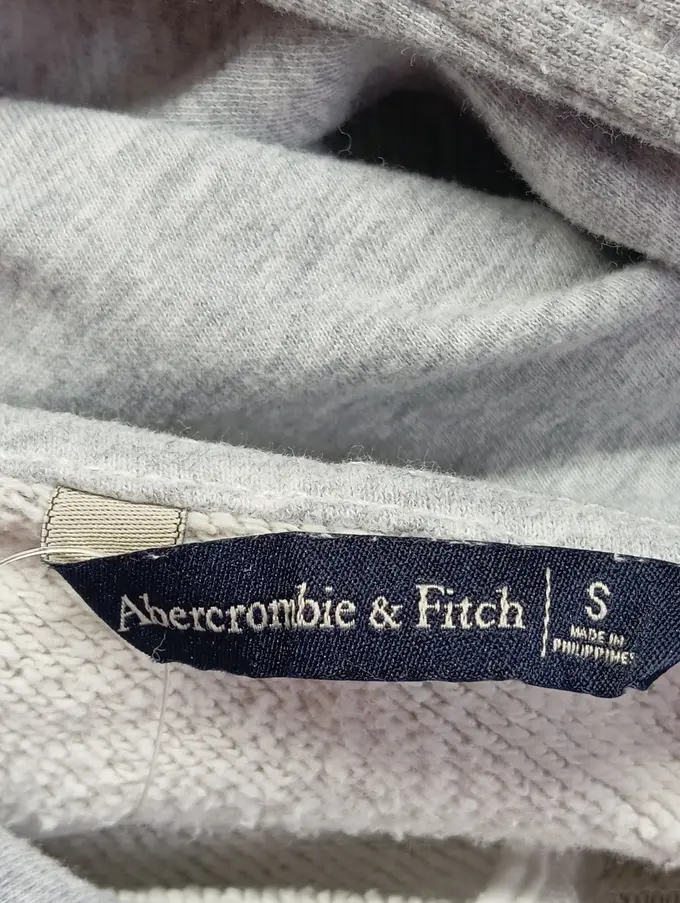 Abercrombie & Fitch
S
MADE IN
PHILIPPINES